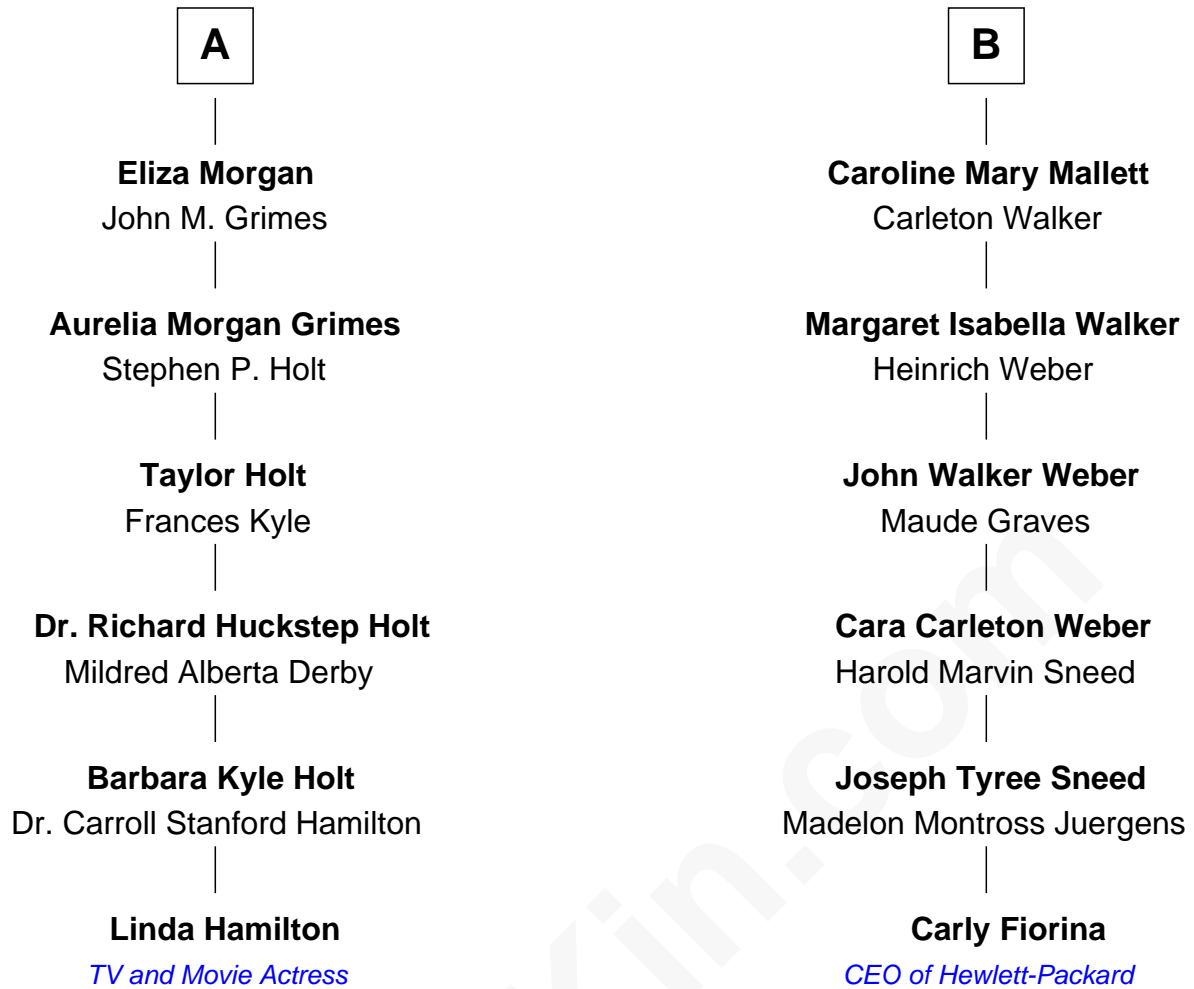 A
Eliza Morgan
John M. Grimes
Aurelia Morgan Grimes
Stephen P. Holt
Taylor Holt
Frances Kyle
Dr. Richard Huckstep Holt
Mildred Alberta Derby
Barbara Kyle Holt
Dr. Carroll Stanford Hamilton
Linda Hamilton
TV and Movie Actress
B
Caroline Mary Mallett
Carleton Walker
Margaret Isabella Walker
Heinrich Weber
John Walker Weber
Maude Graves
Cara Carleton Weber
Harold Marvin Sneed
Joseph Tyree Sneed
Madelon Montross Juergens
Carly Fiorina
CEO of Hewlett-Packard
Kin.com